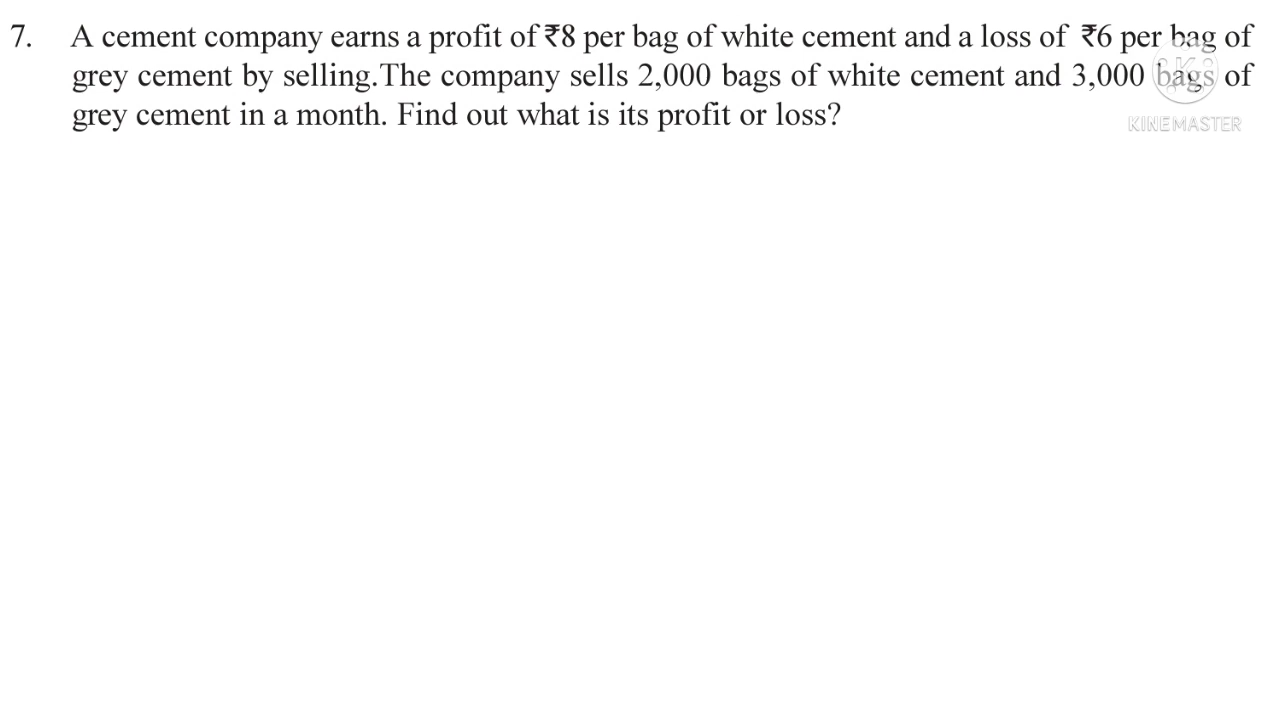 7. A cement company earns a profit of ₹8 per bag of white cement and a loss of ₹6 per bag of
grey cement by selling.The company sells 2,000 bags of white cement and 3,000 bags of
grey cement in a month. Find out what is its profit or loss?
KINEMASTER